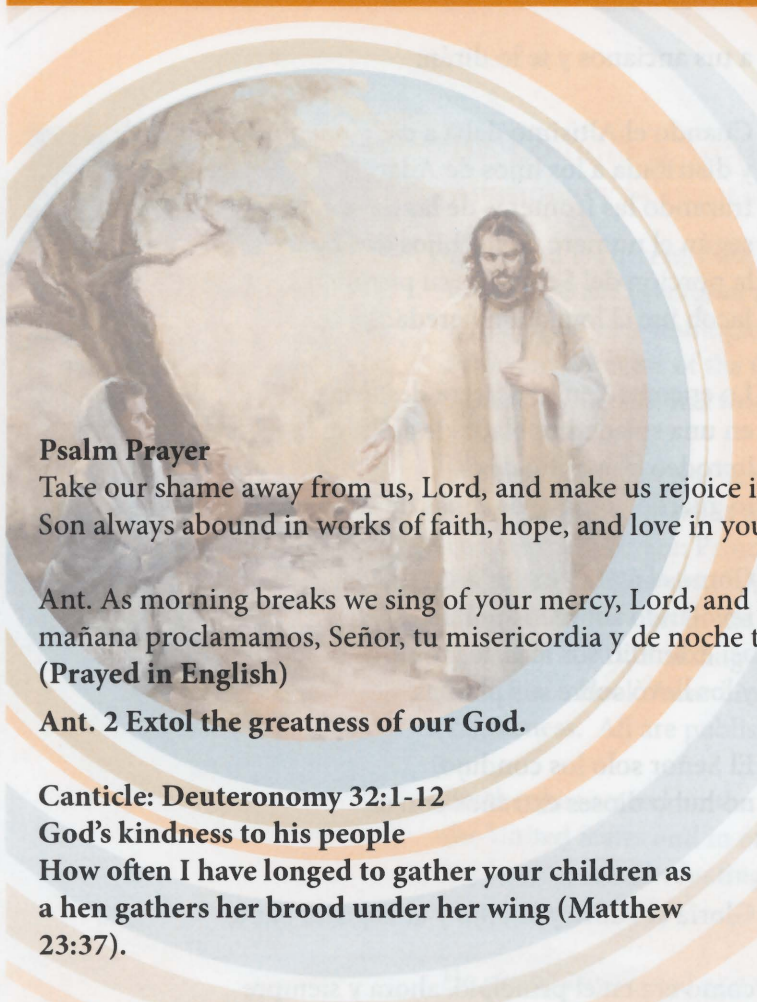 Psalm Prayer
Take our shame away from us, Lord, and make us rejoice
Son always abound in works of faith, hope, and love in
Ant. As morning breaks we sing of your mercy, Lord, and
mañana proclamamos, Señor, tu misericordia y de noche
(Prayed in English)
Ant. 2 Extol the greatness of our God.
Canticle: Deuteronomy 32:1-12
God's kindness to his people
How often I have longed to gather your children as
a hen gathers her brood under her wing (Matthew
23:37).